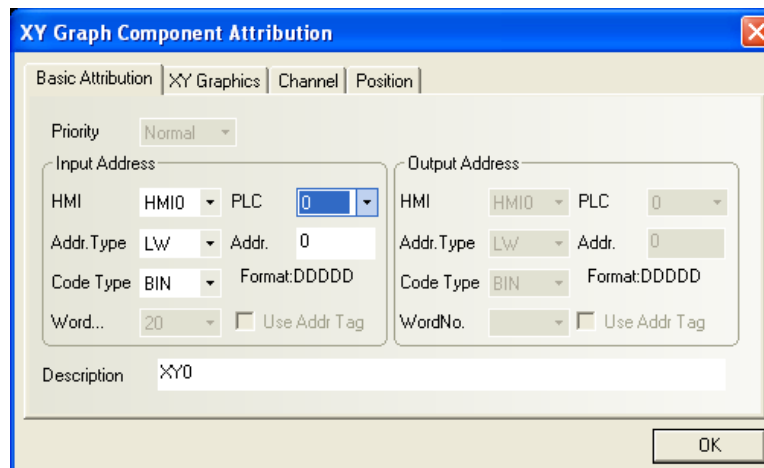 XY Graph Component Attribution
Basic Attribution XY Graphics Channel Position
Priority Normal
Input Address
HMI HMI0 PLC 0
Addr.Type LW Addr. 0
Code Type BIN Format:DDDDD
Word... 20 Use Addr Tag
Output Address
HMI HMI0 PLC 0
Addr.Type LW Addr. 0
Code Type BIN Format:DDDDD
WordNo. Use Addr Tag
Description XY0
OK